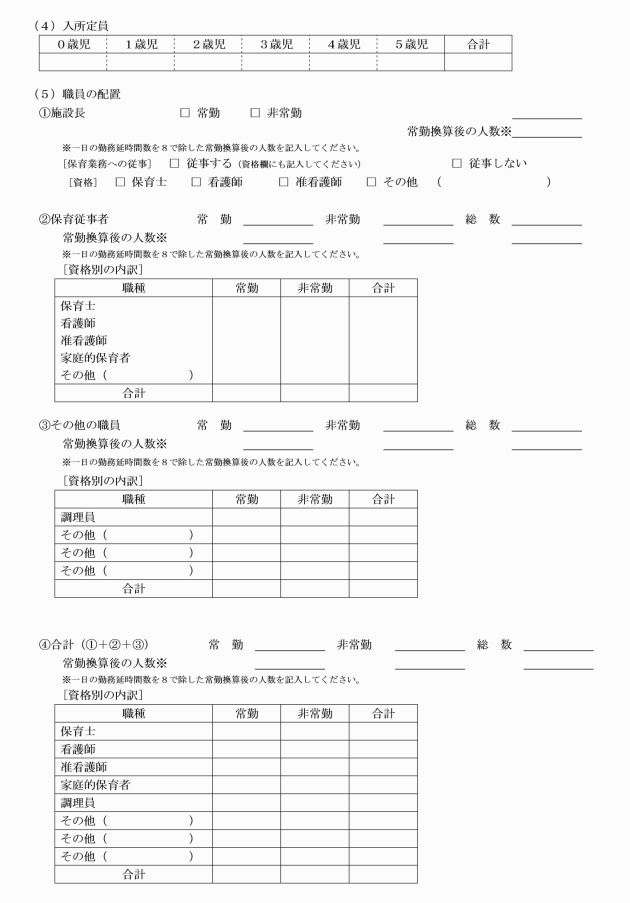 （４）入所定員
０歳児 １歳児 ２歳児 ３歳児 ４歳児 ５歳児 合計
（５）職員の配置
①施設長 □ 常勤 □ 非常勤
常勤換算後の人数※
※一日の勤務延時間数を８で除した常勤換算後の人数を記入してください。
［保育業務への従事］ □ 従事する（資格欄にも記入してください） □ 従事しない
［資格］ □ 保育士 □ 看護師 □ 准看護師 □ その他 （ ）
②保育従事者 常 勤 非常勤 総 数
常勤換算後の人数※
※一日の勤務延時間数を８で除した常勤換算後の人数を記入してください。
［資格別の内訳］
職種 常勤 非常勤 合計
保育士
看護師
准看護師
家庭的保育者
その他（ ）
合計
③その他の職員 常 勤 非常勤 総 数
常勤換算後の人数※
※一日の勤務延時間数を８で除した常勤換算後の人数を記入してください。
［資格別の内訳］
職種 常勤 非常勤 合計
調理員
その他（ ）
その他（ ）
その他（ ）
合計
④合計（①＋②＋③） 常 勤 非常勤 総 数
常勤換算後の人数※
※一日の勤務延時間数を８で除した常勤換算後の人数を記入してください。
［資格別の内訳］
職種 常勤 非常勤 合計
保育士
看護師
准看護師
家庭的保育者
調理員
その他（ ）
その他（ ）
その他（ ）
合計